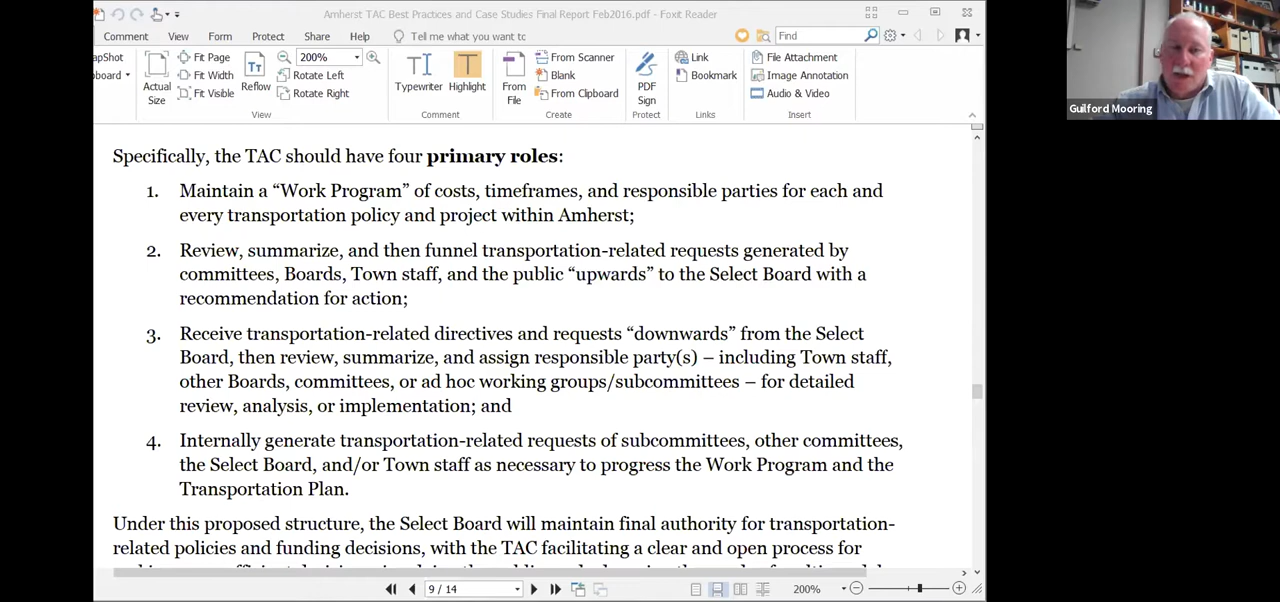 Amherst TAC Best Practices and Case Studies Final Report Feb2016.pdf - Foxit Reader
Comment View Form Protect Share Help Tell me what you want to Find
apShot
board
Actual
Size
Fit Page
Fit Width
Fit Visible
Reflow
200%
Rotate Left
Rotate Right
View
Typewriter Highlight
Comment
From
File
From Scanner
Blank
From Clipboard
Create
PDF
Sign
Protect
Link
Bookmark
Links
File Attachment
Image Annotation
Audio & Video
Insert
Guilford Mooring
Specifically, the TAC should have four primary roles:
1. Maintain a “Work Program” of costs, timeframes, and responsible parties for each and
every transportation policy and project within Amherst;
2. Review, summarize, and then funnel transportation-related requests generated by
committees, Boards, Town staff, and the public “upwards” to the Select Board with a
recommendation for action;
3. Receive transportation-related directives and requests “downwards” from the Select
Board, then review, summarize, and assign responsible party(s) – including Town staff,
other Boards, committees, or ad hoc working groups/subcommittees – for detailed
review, analysis, or implementation; and
4. Internally generate transportation-related requests of subcommittees, other committees,
the Select Board, and/or Town staff as necessary to progress the Work Program and the
Transportation Plan.
Under this proposed structure, the Select Board will maintain final authority for transportation-
related policies and funding decisions, with the TAC facilitating a clear and open process for
9 / 14
200%